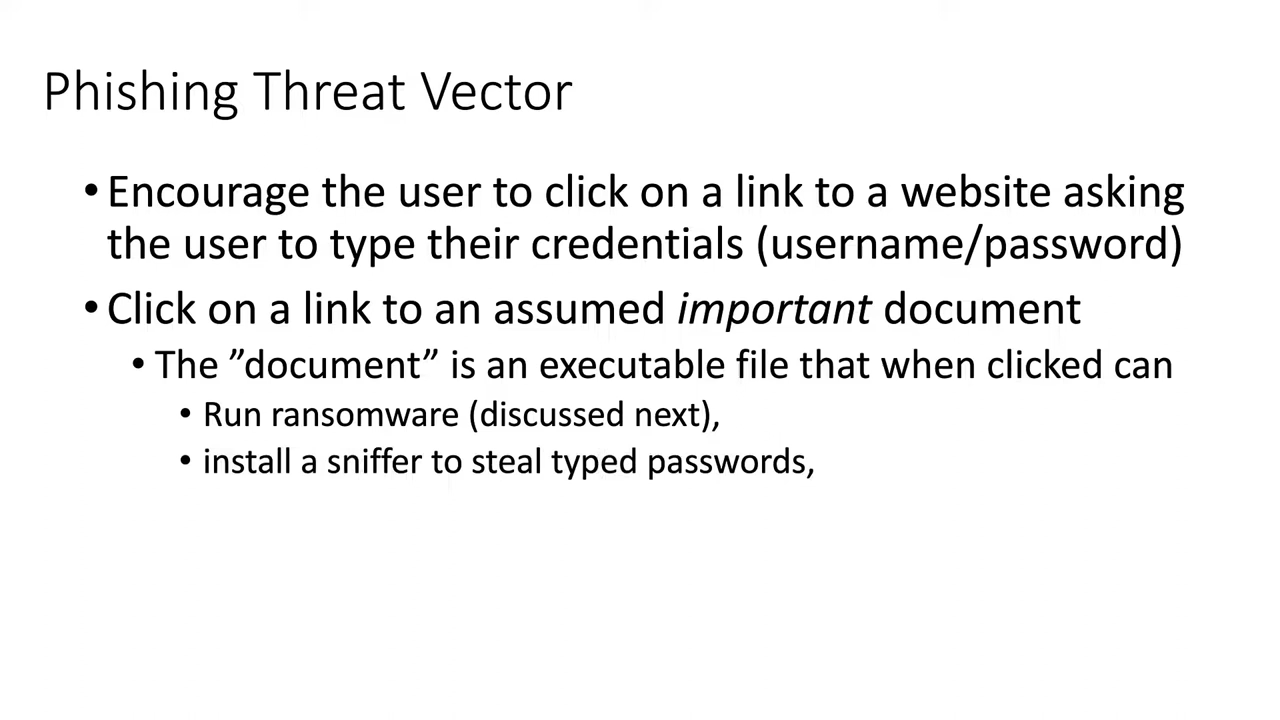 Phishing Threat Vector
• Encourage the user to click on a link to a website asking
the user to type their credentials (username/password)
• Click on a link to an assumed important document
• The ”document” is an executable file that when clicked can
• Run ransomware (discussed next),
• install a sniffer to steal typed passwords,